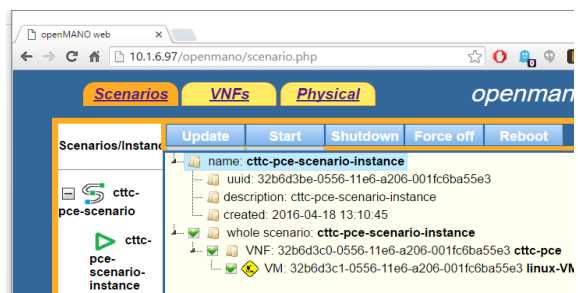 openMANO web
10.1.6.97/openmano/scenario.php
Scenarios VNFs Physical openman
Update Start Shutdown Force off Reboot
Scenarios/Instanc
name: cttc-pce-scenario-instance
uuid: 32b6d3be-0556-11e6-a206-001fc6ba55e3
description: cttc-pce-scenario-instance
created: 2016-04-18 13:10:45
whole scenario: cttc-pce-scenario-instance
VNF: 32b6d3c0-0556-11e6-a206-001fc6ba55e3 cttc-pce
VM: 32b6d3c1-0556-11e6-a206-001fc6ba55e3 linux-VM
cttc-
pce-scenario
cttc-
pce-
scenario-
instance